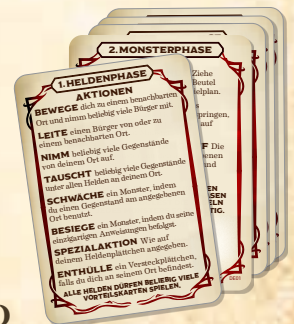 2. MONSTERPHASE
Ziehe
Beutel
elplan.
s
pringen,
auf
F Die
benen
und
EN
ASEN
ELN
TIG.
DE05
1. HELDENPHASE
AKTIONEN
BEWEGE dich zu einem benachbarten
Ort und nimm beliebig viele Bürger mit.
LEITE einen Bürger von oder zu
einem benachbarten Ort.
NIMM beliebig viele Gegenstände
von deinem Ort auf.
TAUSCHT beliebig viele Gegenstände
unter allen Helden an deinem Ort.
SCHWÄCHE ein Monster, indem
du einen Gegenstand am angegebenen
Ort benutzt.
BESIEGE ein Monster, indem du seine
einzigartigen Anweisungen befolgst.
SPEZIALAKTION Wie auf
deinem Heldenplättchen angegeben.
ENTHÜLLE ein Versteckplättchen,
falls du dich an seinem Ort befindest.
ALLE HELDEN DÜRFEN BELIEBIG VIELE
VORTEILSKARTEN SPIELEN.